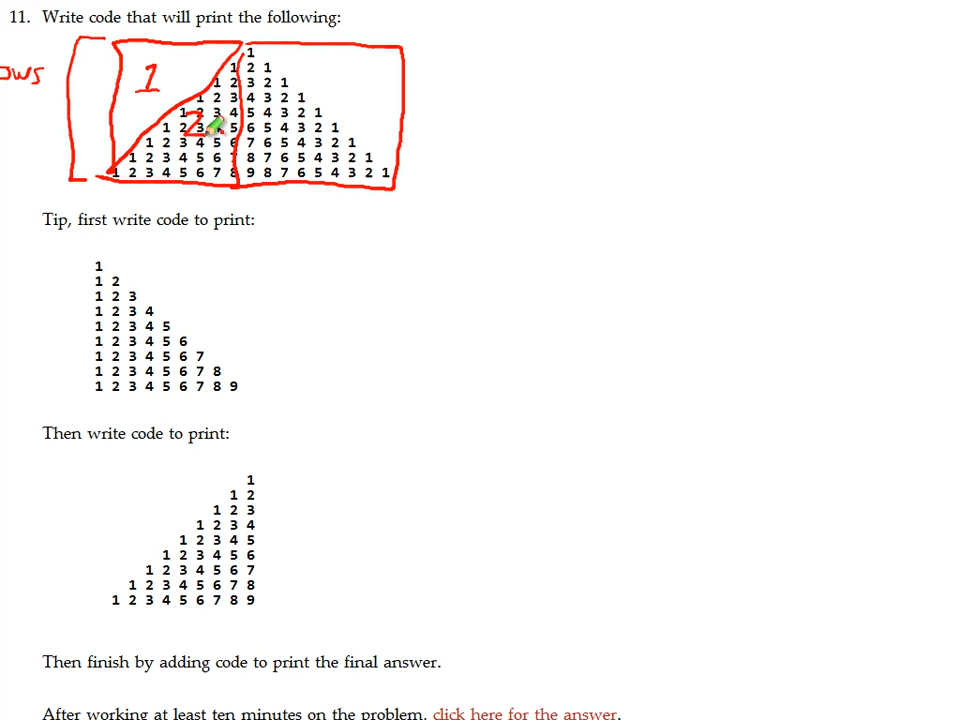 11. Write code that will print the following:
ows
1
2
1
1 2 1
1 2 3 2 1
1 2 3 4 3 2 1
1 2 3 4 5 4 3 2 1
1 2 3 5 6 5 4 3 2 1
1 2 3 4 5 6 7 6 5 4 3 2 1
1 2 3 4 5 6 7 8 7 6 5 4 3 2 1
1 2 3 4 5 6 7 8 9 8 7 6 5 4 3 2 1
Tip, first write code to print:
1
1 2
1 2 3
1 2 3 4
1 2 3 4 5
1 2 3 4 5 6
1 2 3 4 5 6 7
1 2 3 4 5 6 7 8
1 2 3 4 5 6 7 8 9
Then write code to print:
1
1 2
1 2 3
1 2 3 4
1 2 3 4 5
1 2 3 4 5 6
1 2 3 4 5 6 7
1 2 3 4 5 6 7 8
1 2 3 4 5 6 7 8 9
Then finish by adding code to print the final answer.
After working at least ten minutes on the problem, click here for the answer.